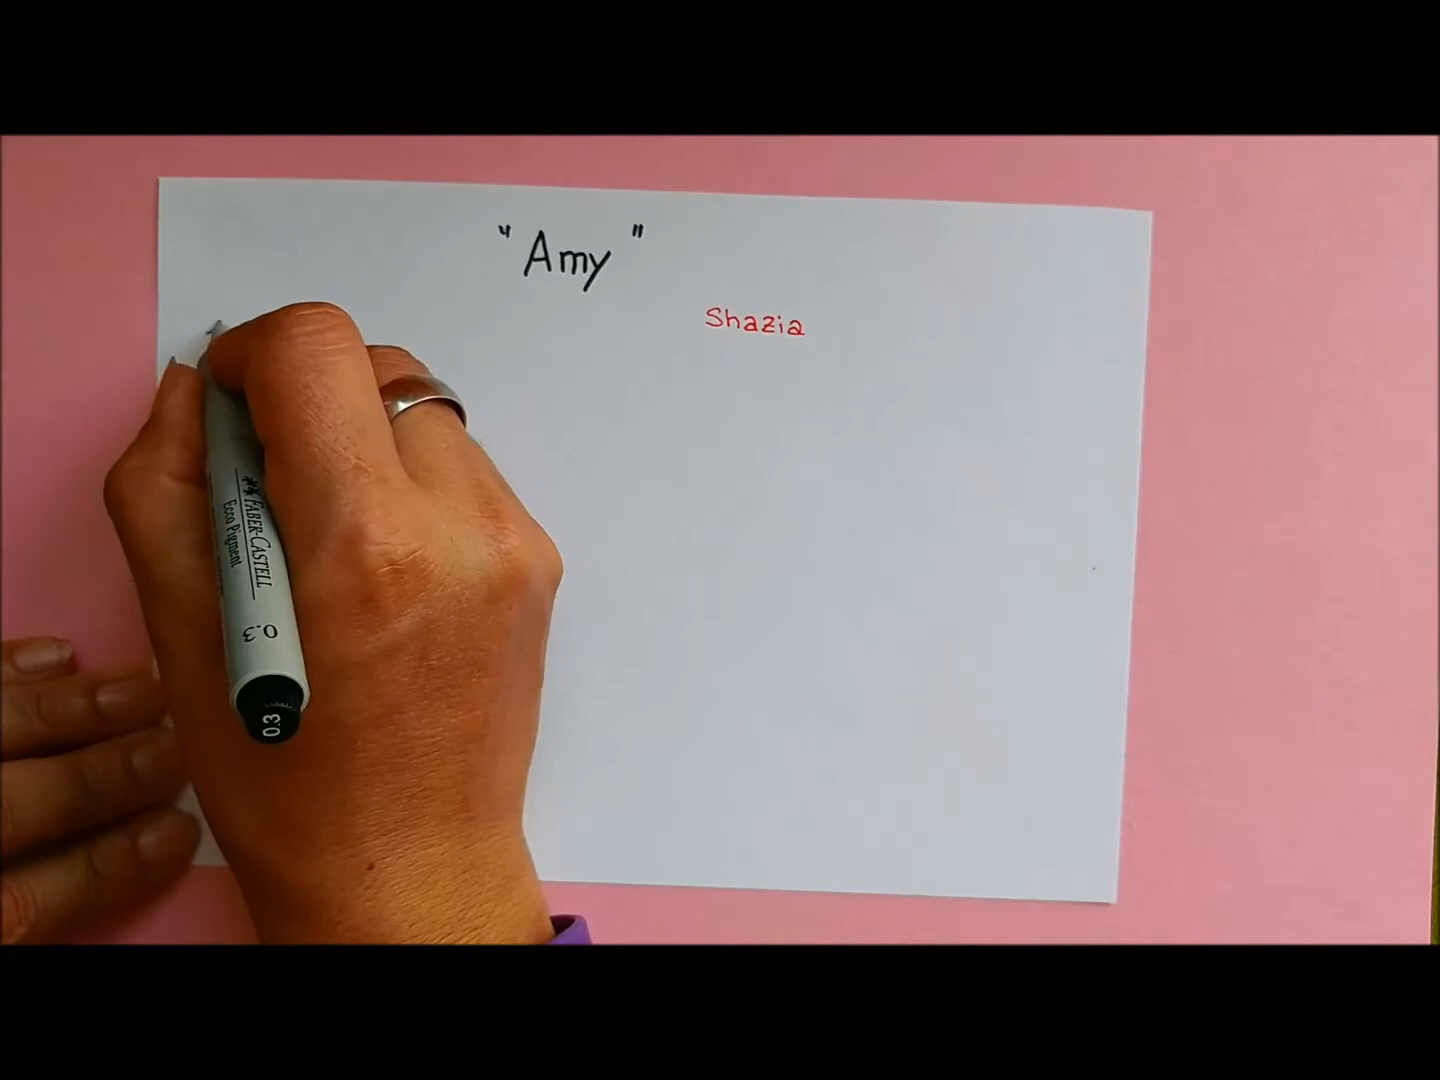 "Amy"
Shazia
FABER-CASTELL
Ecco Pigment
0.3
0.3